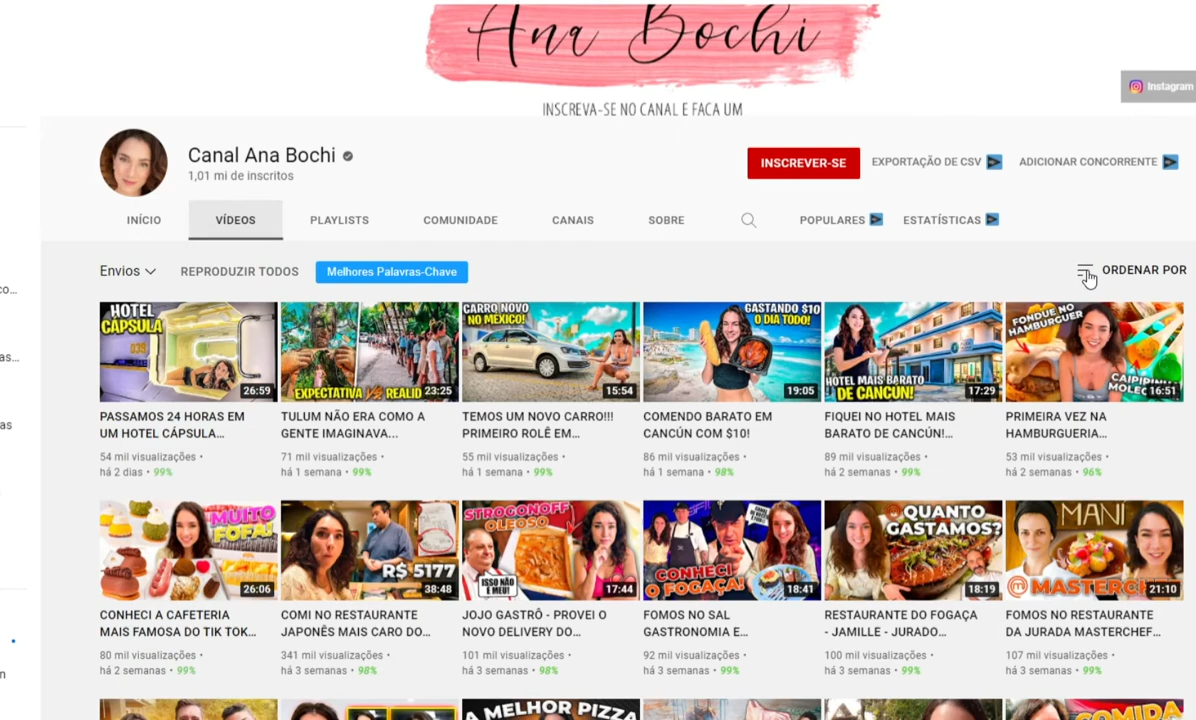 Ana Bochi
INSCREVA-SE NO CANAL E FAÇA UM
Instagram
Canal Ana Bochi
1,01 mi de inscritos
INSCREVER-SE
EXPORTAÇÃO DE CSV
ADICIONAR CONCORRENTE
INÍCIO VÍDEOS PLAYLISTS COMUNIDADE CANAIS SOBRE POPULARES ESTATÍSTICAS
Envios REPRODUZIR TODOS Melhores Palavras-Chave ORDENAR POR
HOTEL
CÁPSULA
039
26:59
EXPECTATIVA VS REALID
23:25
CARRO NOVO
NO MÉXICO!
15:54
GASTANDO $10
O DIA TODO!
19:05
HOTEL MAIS BARATO
DE CANCÚN!
17:29
FONDUE NO
HAMBURGUER
CAIPIRINHA
MOLEC
16:51
PASSAMOS 24 HORAS EM
UM HOTEL CÁPSULA...
54 mil visualizações •
há 2 dias • 99%
TULUM NÃO ERA COMO A
GENTE IMAGINAVA...
71 mil visualizações •
há 1 semana • 99%
TEMOS UM NOVO CARRO!!!
PRIMEIRO ROLÊ EM...
55 mil visualizações •
há 1 semana • 99%
COMENDO BARATO EM
CANCÚN COM $10!
86 mil visualizações •
há 1 semana • 98%
FIQUEI NO HOTEL MAIS
BARATO DE CANCÚN!...
89 mil visualizações •
há 2 semanas • 99%
PRIMEIRA VEZ NA
HAMBURGUERIA...
53 mil visualizações •
há 2 semanas • 96%
MUITO
FOFA!
26:06
R$ 5177
38:48
STROGONOFF
OLEOSO
ISSO NÃO
É MEU!
17:44
CONHECI
O FOGAÇA!
18:41
QUANTO
GASTAMOS?
18:19
MANÍ
MASTERCH
21:10
CONHECI A CAFETERIA
MAIS FAMOSA DO TIK TOK...
80 mil visualizações •
há 2 semanas • 99%
COMI NO RESTAURANTE
JAPONÊS MAIS CARO DO...
341 mil visualizações •
há 3 semanas • 98%
JOJO GASTRÔ - PROVEI O
NOVO DELIVERY DO...
101 mil visualizações •
há 3 semanas • 98%
FOMOS NO SAL
GASTRONOMIA E...
92 mil visualizações •
há 3 semanas • 99%
RESTAURANTE DO FOGAÇA
- JAMILLE - JURADO...
100 mil visualizações •
há 3 semanas • 99%
FOMOS NO RESTAURANTE
DA JURADA MASTERCHEF...
107 mil visualizações •
há 3 semanas • 99%
A MELHOR PIZZA
COMIDA
co...
as...
as
n